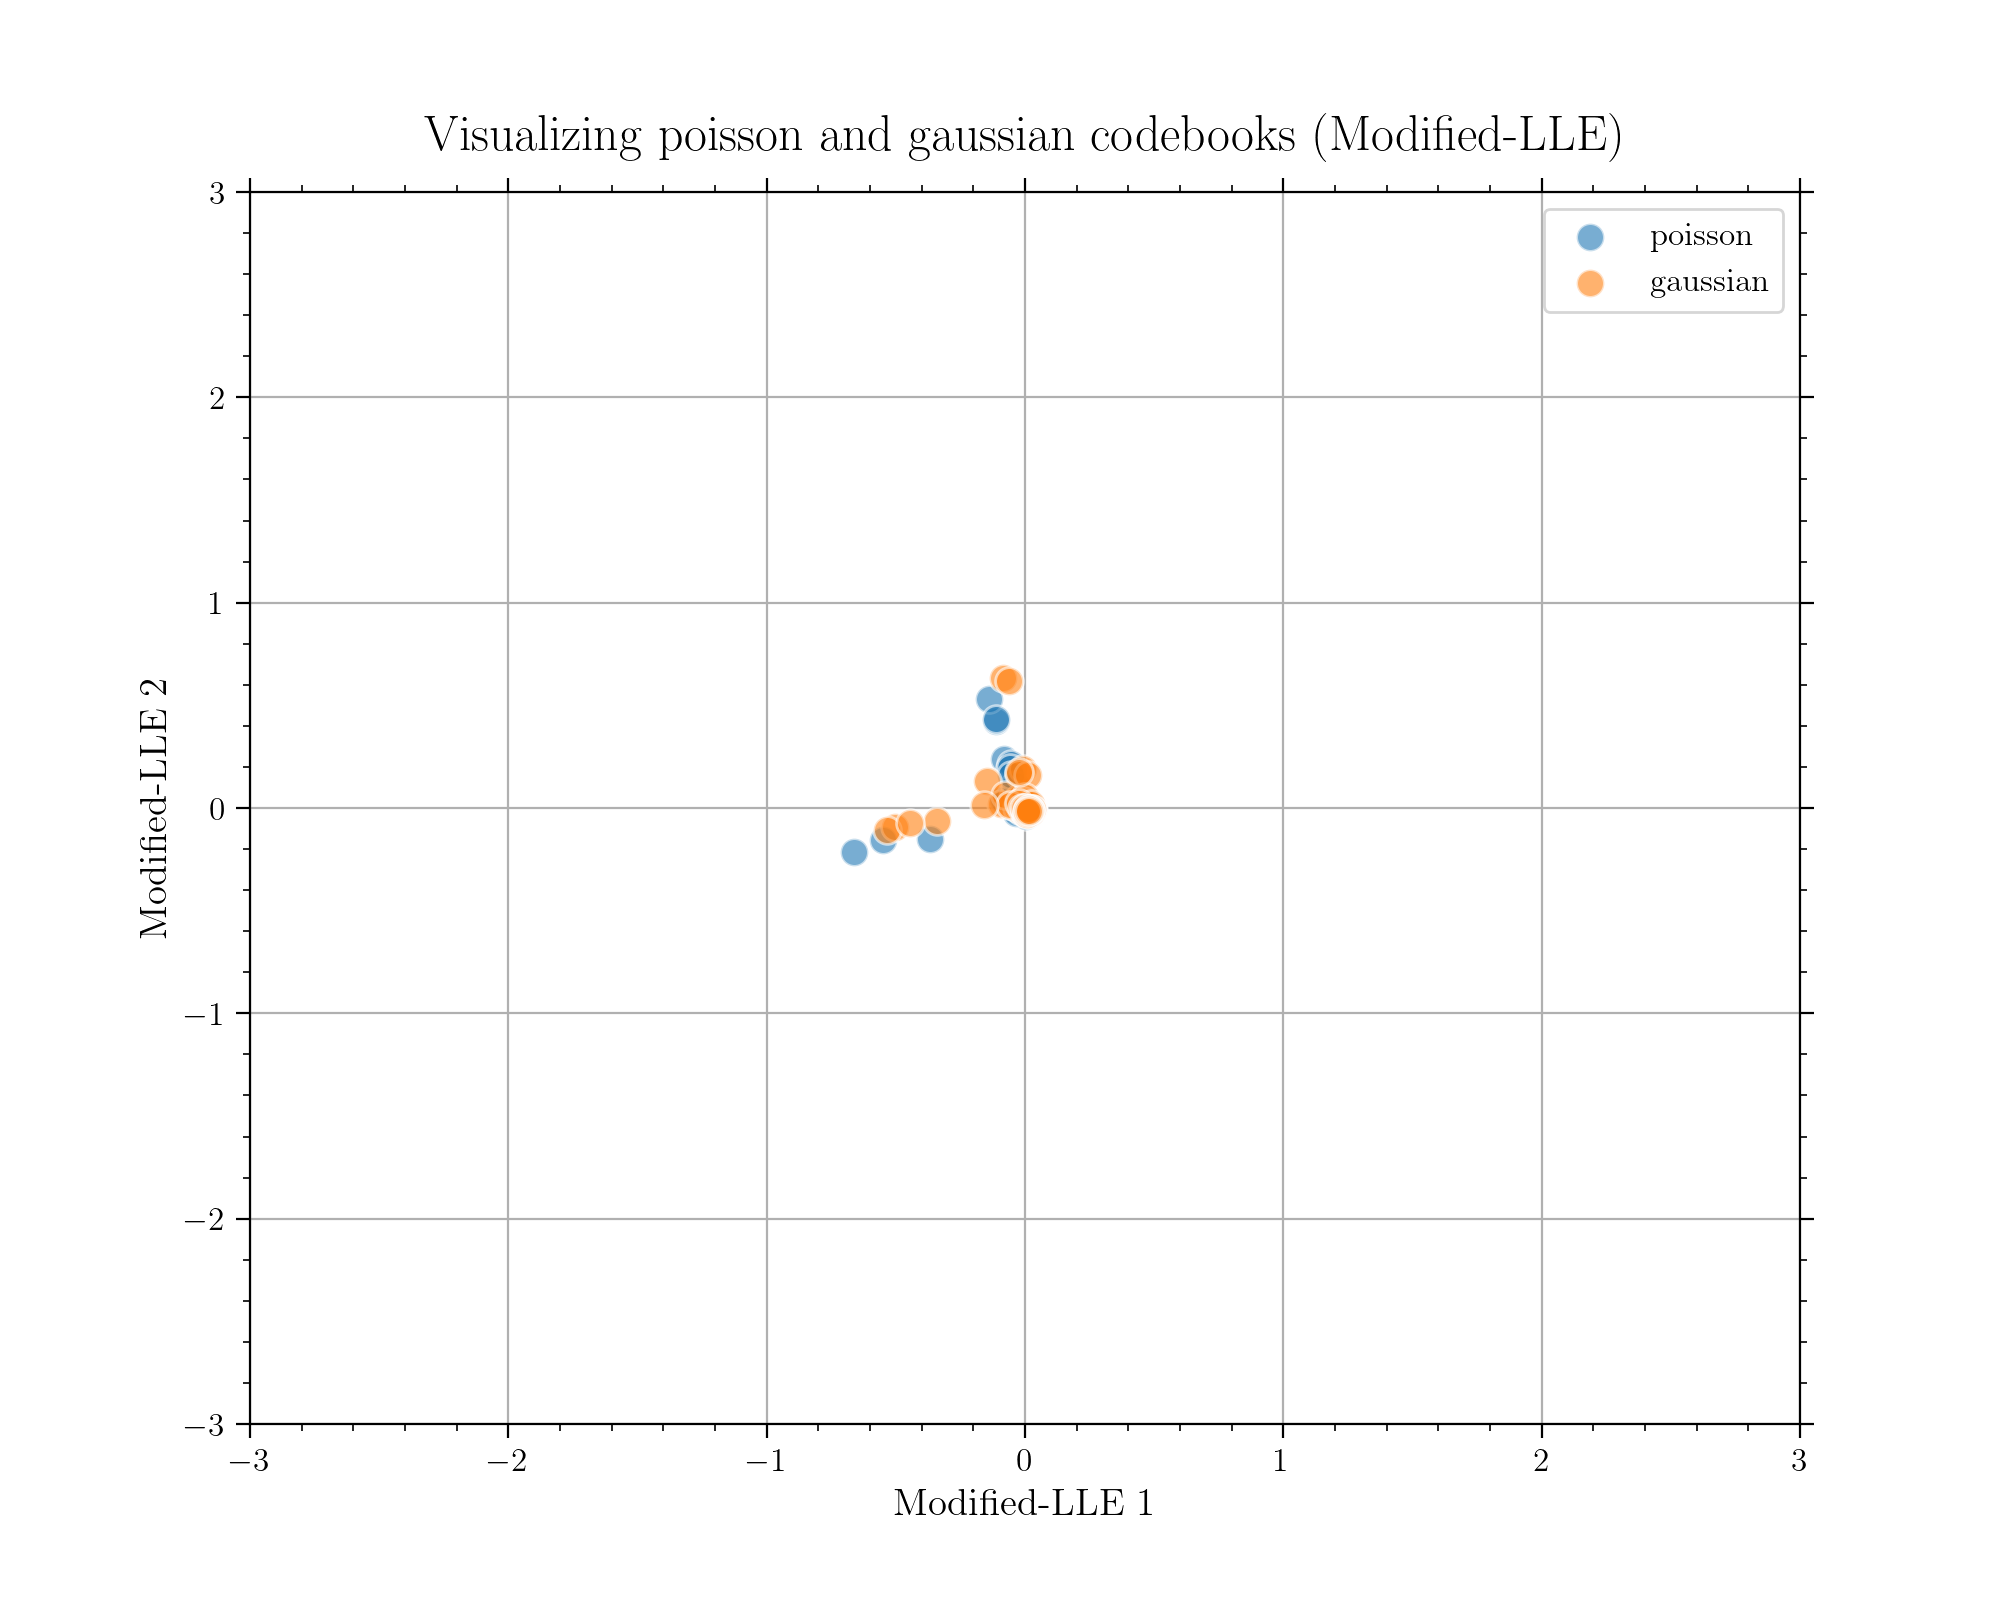 Visualizing poisson and gaussian codebooks (Modified-LLE)
3
2
1
0
−1
−2
−3
Modified-LLE 2
poisson
gaussian
−3 −2 −1 0 1 2 3
Modified-LLE 1